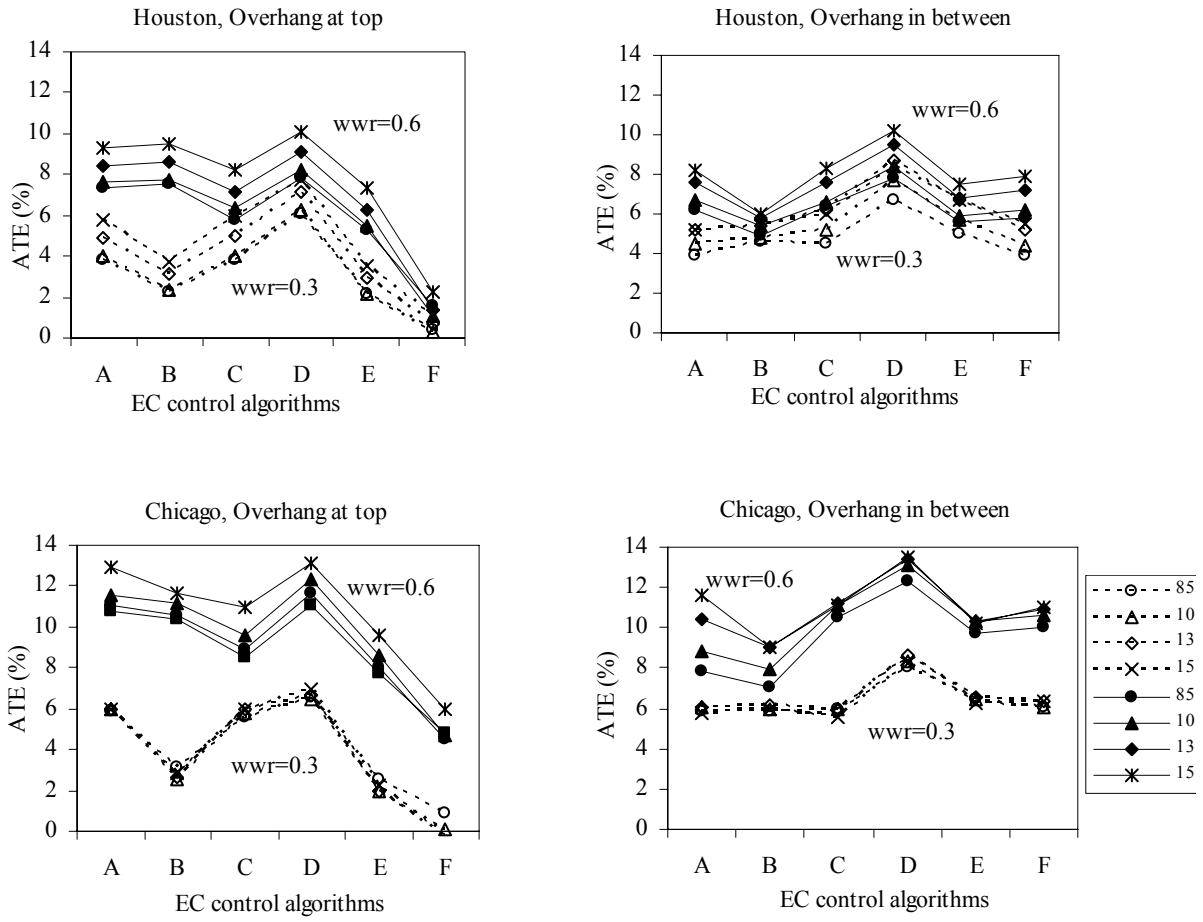 Houston, Overhang at top
14
12
10
8
6
4
2
0
ATE (%)
wwr=0.6
wwr=0.3
A B C D E F
EC control algorithms
Houston, Overhang in between
14
12
10
8
6
4
2
0
ATE (%)
wwr=0.6
wwr=0.3
A B C D E F
EC control algorithms
Chicago, Overhang at top
14
12
10
8
6
4
2
0
ATE (%)
wwr=0.6
wwr=0.3
A B C D E F
EC control algorithms
Chicago, Overhang in between
14
12
10
8
6
4
2
0
ATE (%)
wwr=0.6
wwr=0.3
A B C D E F
EC control algorithms
85
10
13
15
85
10
13
15